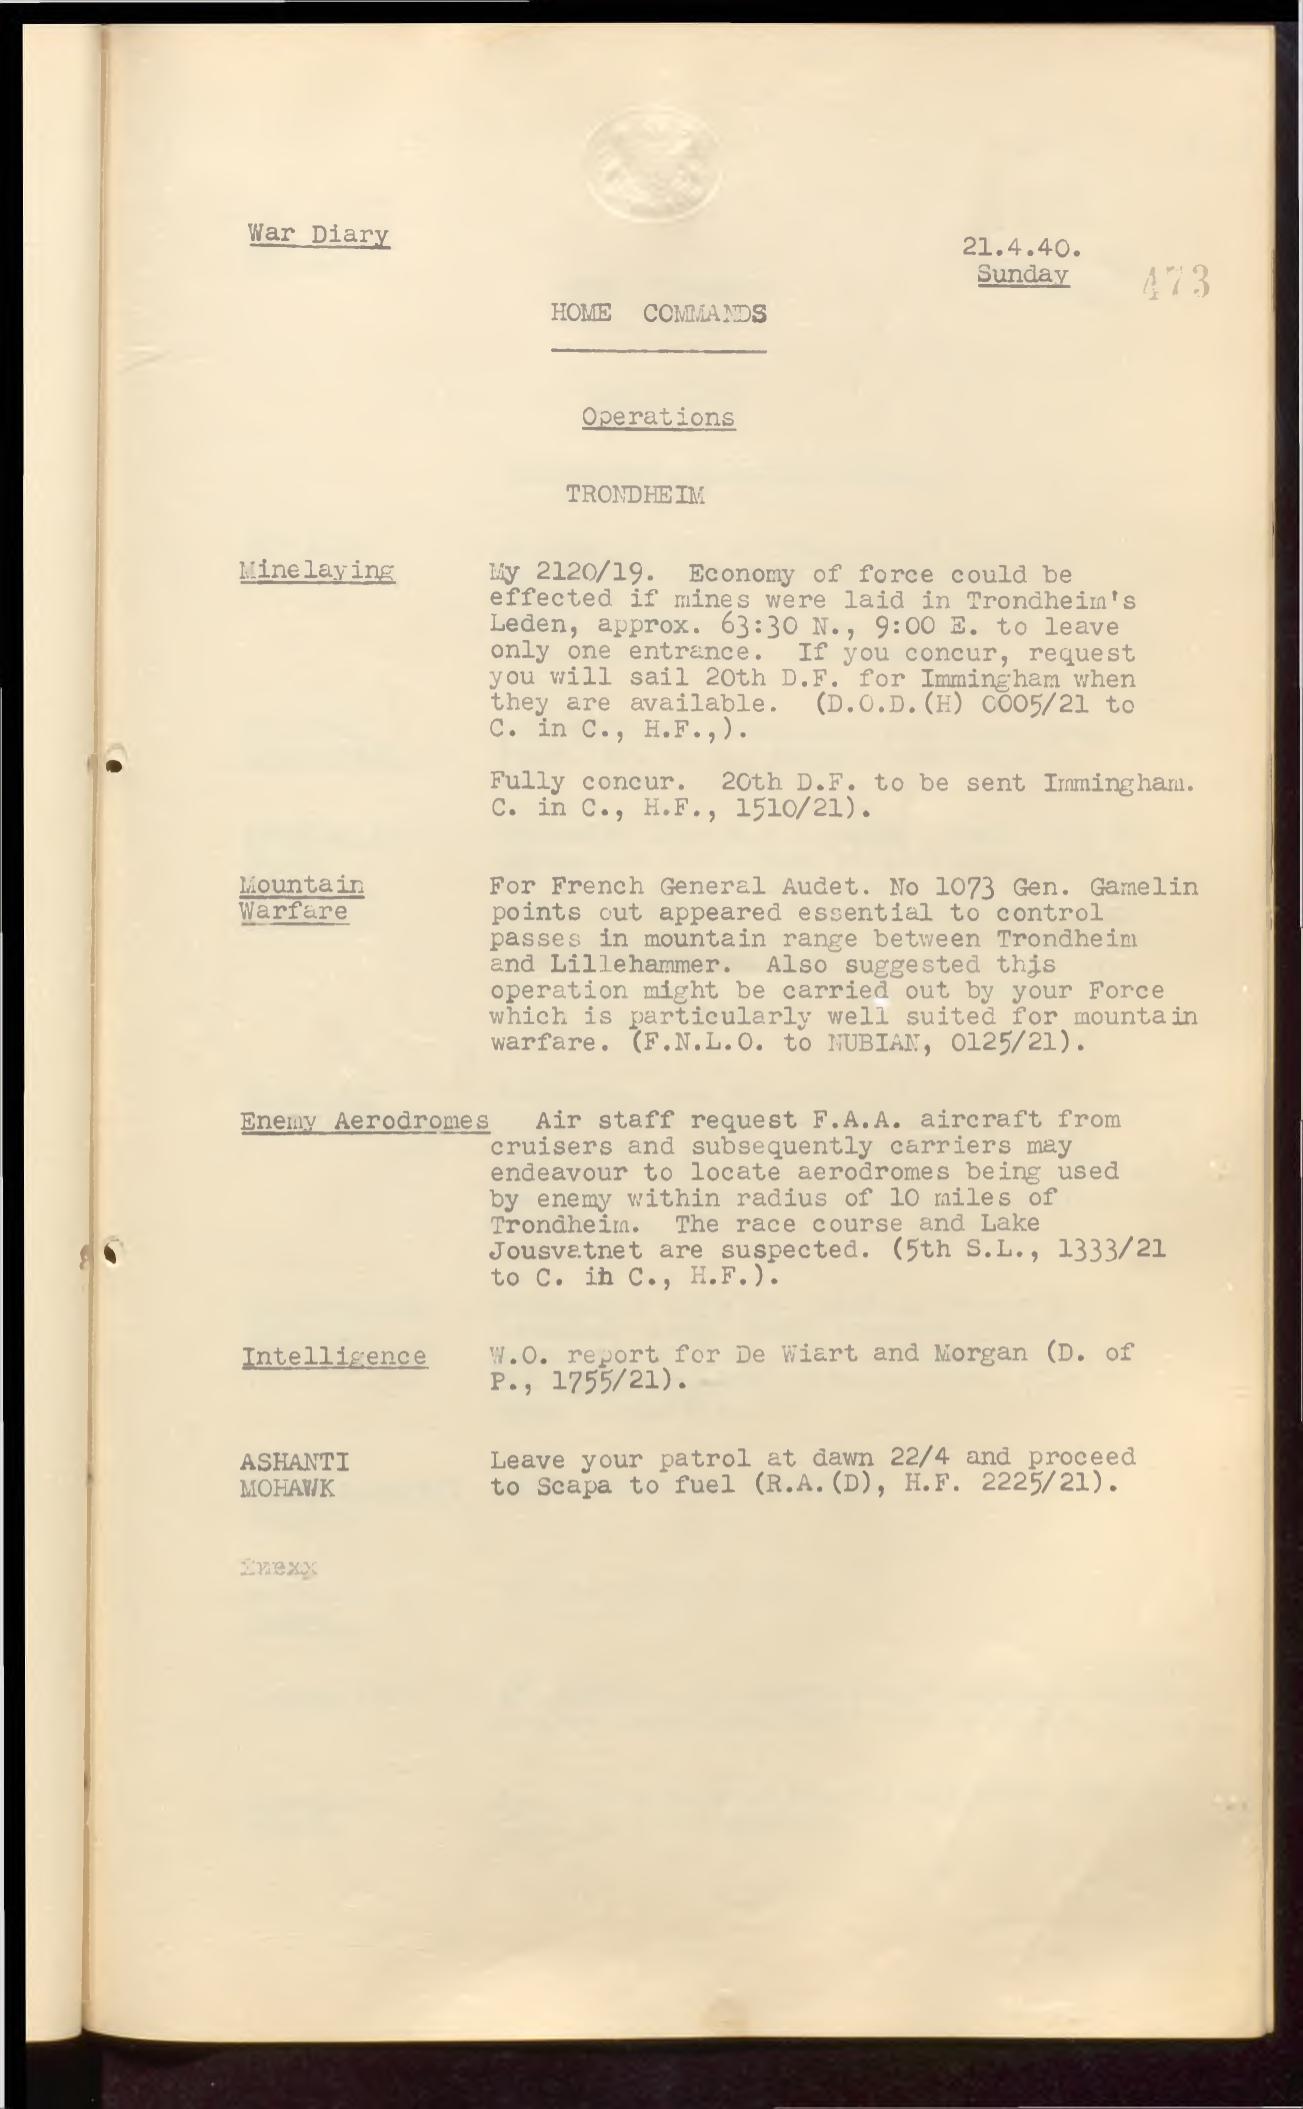 War Diary
21.4.40.
Sunday
473
HOME COMMANDS
Operations
TRONDHEIM
Minelaying My 2120/19. Economy of force could be
effected if mines were laid in Trondheim's
Leden, approx. 63:30 N., 9:00 E. to leave
only one entrance. If you concur, request
you will sail 20th D.F. for Immingham when
they are available. (D.O.D.(H) 0005/21 to
C. in C., H.F.,).
Fully concur. 20th D.F. to be sent Immingham.
C. in C., H.F., 1510/21).
Mountain For French General Audet. No 1073 Gen. Gamelin
Warfare points out appeared essential to control
passes in mountain range between Trondheim
and Lillehammer. Also suggested this
operation might be carried out by your Force
which is particularly well suited for mountain
warfare. (F.N.L.O. to NUBIAN, 0125/21).
Enemy Aerodromes Air staff request F.A.A. aircraft from
cruisers and subsequently carriers may
endeavour to locate aerodromes being used
by enemy within radius of 10 miles of
Trondheim. The race course and Lake
Jousvatnet are suspected. (5th S.L., 1333/21
to C. in C., H.F.).
Intelligence W.O. report for De Wiart and Morgan (D. of
P., 1755/21).
ASHANTI Leave your patrol at dawn 22/4 and proceed
MOHAWK to Scapa to fuel (R.A.(D), H.F. 2225/21).